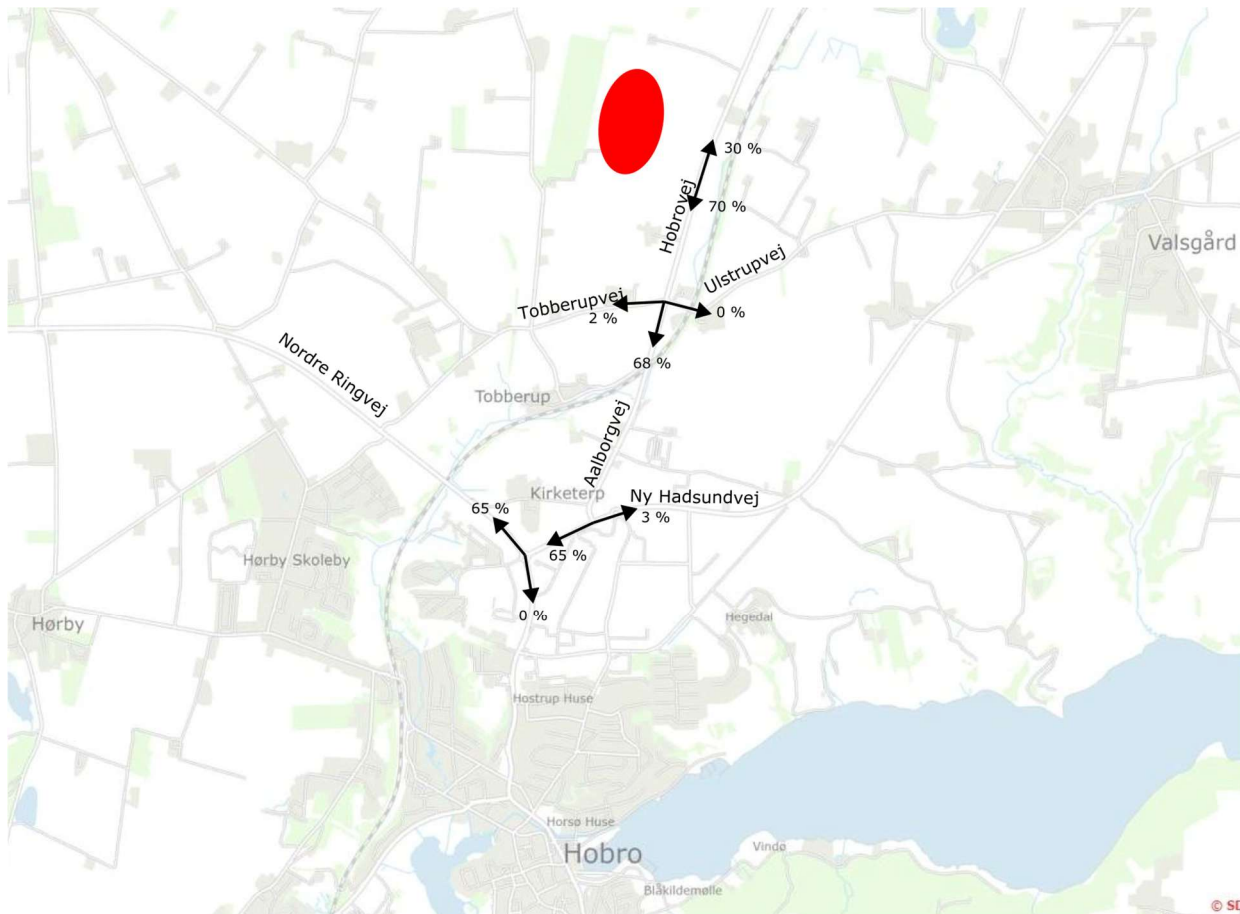 30 %
70 %
Hobrovej
Valsgård
Ulstrupvej
Tobberupvej
2 %
0 %
68 %
Nordre Ringvej
Tobberup
Aalborgvej
Kirketerp
Ny Hadsundvej
65 %
3 %
65 %
Hørby Skoleby
0 %
Hegedal
Hørby
Hostrup Huse
Horsø Huse
Hobro
Vindø
Blåkildemølle